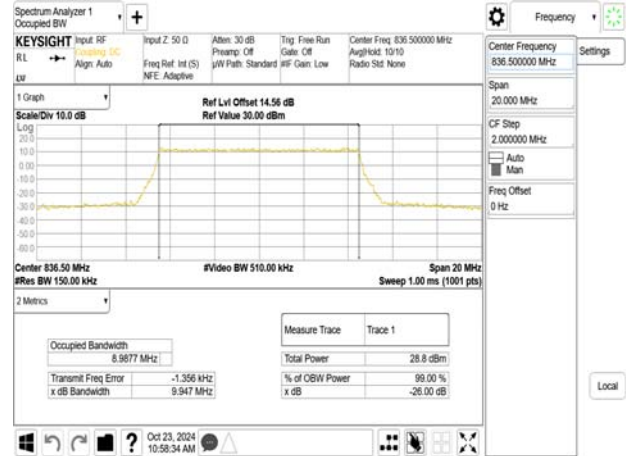 Spectrum Analyzer 1
Occupied BW
+
Frequency
KEYSIGHT
RL
Input: RF
Coupling: DC
Align: Auto
Input Z: 50 Ω
Freq Ref: Int (S)
NFE: Adaptive
Atten: 30 dB
Preamp: Off
µW Path: Standard
Trig: Free Run
Gate: Off
#IF Gain: Low
Center Freq: 836.500000 MHz
Avg|Hold: 10/10
Radio Std: None
1 Graph
Scale/Div 10.0 dB
Ref Lvl Offset 14.56 dB
Ref Value 30.00 dBm
Log
20.0
10.0
0.00
-10.0
-20.0
-30.0
-40.0
-50.0
-60.0
Center 836.50 MHz
#Res BW 150.00 kHz
#Video BW 510.00 kHz
Span 20 MHz
Sweep 1.00 ms (1001 pts)
2 Metrics
Measure Trace Trace 1
Occupied Bandwidth
8.9877 MHz
Total Power 28.8 dBm
Transmit Freq Error -1.356 kHz
% of OBW Power 99.00 %
x dB Bandwidth 9.947 MHz
x dB -26.00 dB
Center Frequency
836.500000 MHz
Settings
Span
20.000 MHz
CF Step
2.000000 MHz
Auto
Man
Freq Offset
0 Hz
Local
?
Oct 23, 2024
10:58:34 AM